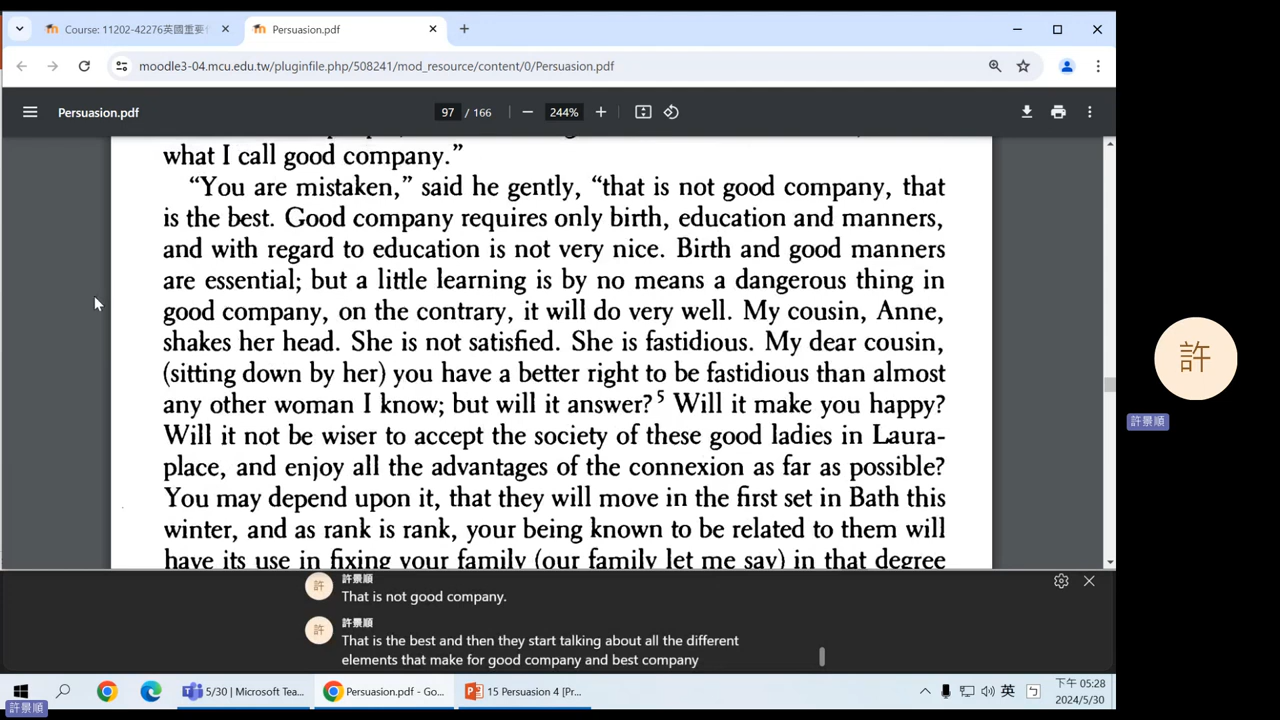 Course: 11202-42276英國重要
Persuasion.pdf
moodle3-04.mcu.edu.tw/pluginfile.php/508241/mod_resource/content/0/Persuasion.pdf
Persuasion.pdf
97 / 166
244%
what I call good company.”
“You are mistaken,” said he gently, “that is not good company, that
is the best. Good company requires only birth, education and manners,
and with regard to education is not very nice. Birth and good manners
are essential; but a little learning is by no means a dangerous thing in
good company, on the contrary, it will do very well. My cousin, Anne,
shakes her head. She is not satisfied. She is fastidious. My dear cousin,
(sitting down by her) you have a better right to be fastidious than almost
any other woman I know; but will it answer?5 Will it make you happy?
Will it not be wiser to accept the society of these good ladies in Laura-
place, and enjoy all the advantages of the connexion as far as possible?
You may depend upon it, that they will move in the first set in Bath this
winter, and as rank is rank, your being known to be related to them will
have its use in fixing your family (our family let me say) in that degree
許
許景順
許
許景順
That is not good company.
許
許景順
That is the best and then they start talking about all the different
elements that make for good company and best company
5/30 | Microsoft Tea...
Persuasion.pdf - Go...
15 Persuasion 4 [Pr...
英
ㄅ
下午 05:28
2024/5/30
許景順